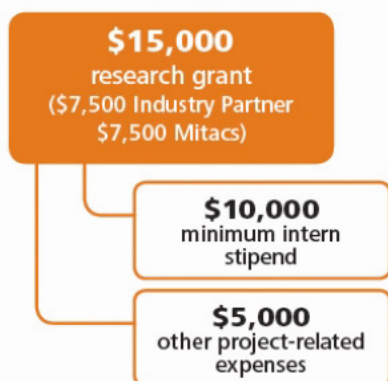 $15,000
research grant
($7,500 Industry Partner
$7,500 Mitacs)
$10,000
minimum intern
stipend
$5,000
other project-related
expenses